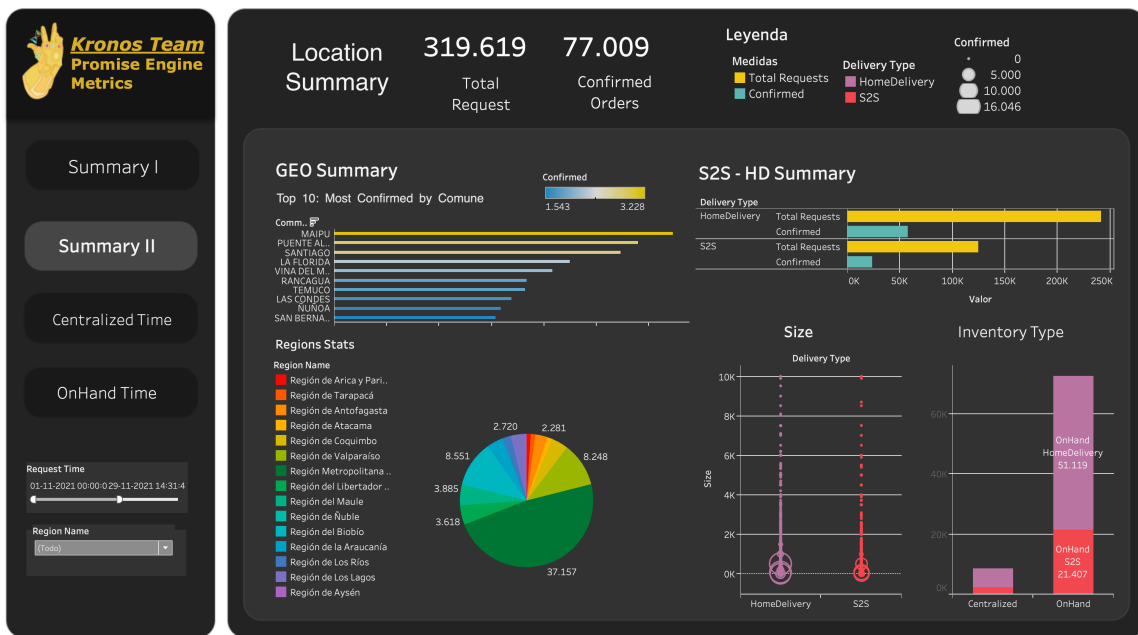 Kronos Team
Promise Engine
Metrics
Summary I
Summary II
Centralized Time
OnHand Time
Request Time
01-11-2021 00:00:0 29-11-2021 14:31:4
Region Name
(Todo)
Location
Summary
319.619
Total
Request
77.009
Confirmed
Orders
Leyenda
Medidas
Total Requests
Confirmed
Delivery Type
HomeDelivery
S2S
Confirmed
0
5.000
10.000
16.046
GEO Summary
Top 10: Most Confirmed by Comune
Confirmed
1.543 3.228
Comm..
MAIPU
PUENTE AL..
SANTIAGO
LA FLORIDA
VINA DEL M..
RANCAGUA
TEMUCO
LAS CONDES
ÑUÑOA
SAN BERNA..
Regions Stats
Region Name
Región de Arica y Pari..
Región de Tarapacá
Región de Antofagasta
Región de Atacama
Región de Coquimbo
Región de Valparaíso
Región Metropolitana ..
Región del Libertador ..
Región del Maule
Región de Ñuble
Región del Biobío
Región de la Araucanía
Región de Los Ríos
Región de Los Lagos
Región de Aysén
2.720
2.281
8.551
8.248
3.885
3.618
37.157
S2S - HD Summary
Delivery Type
HomeDelivery Total Requests
Confirmed
S2S Total Requests
Confirmed
0K 50K 100K 150K 200K 250K
Valor
Size
Delivery Type
10K
8K
6K
4K
2K
0K
Size
HomeDelivery S2S
Inventory Type
60K
40K
20K
0K
OnHand
HomeDelivery
51.119
OnHand
S2S
21.407
Centralized OnHand